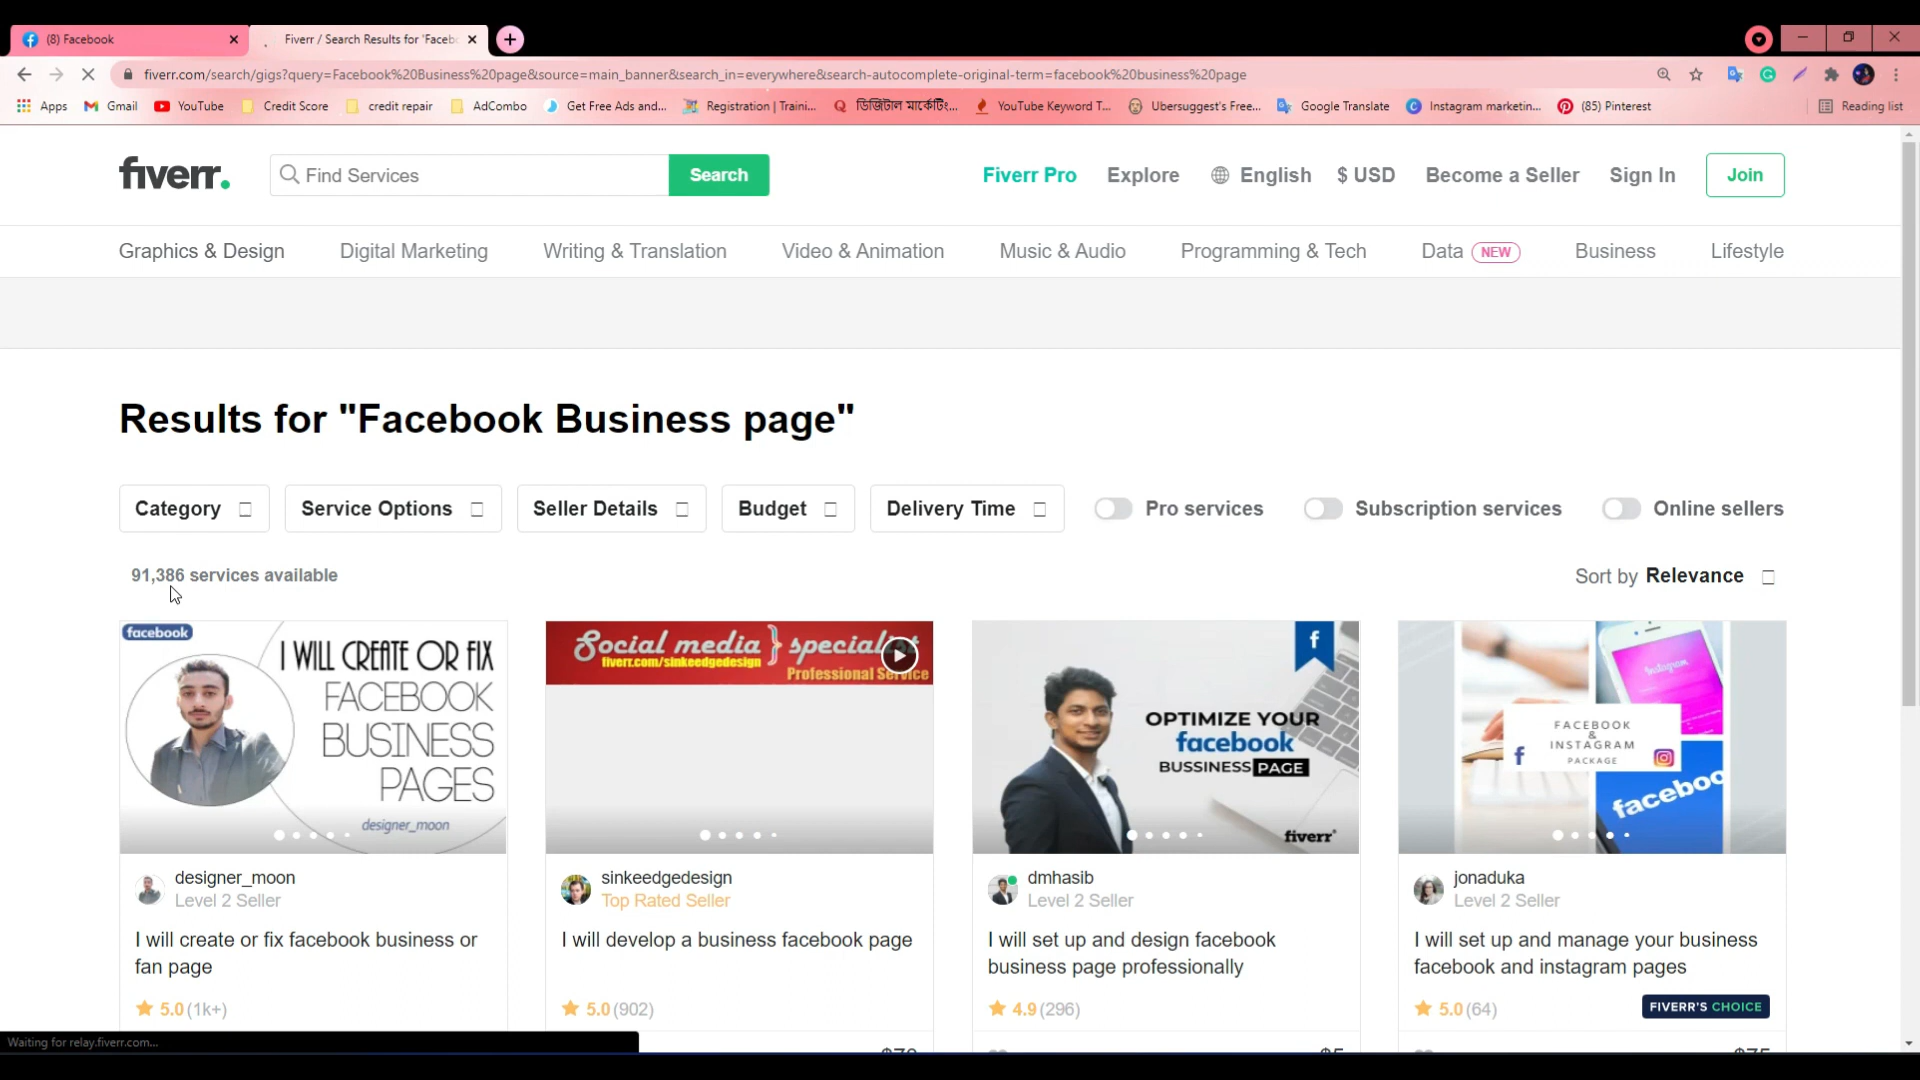 (8) Facebook
Fiverr / Search Results for 'Faceb
fiverr.com/search/gigs?query=Facebook%20Business%20page&source=main_banner&search_in=everywhere&search-autocomplete-original-term=facebook%20business%20page
Apps Gmail YouTube Credit Score credit repair AdCombo Get Free Ads and... Registration | Traini... ডিজিটাল মার্কেটিং... YouTube Keyword T... Ubersuggest's Free... Google Translate Instagram marketin... (85) Pinterest Reading list
fiverr. Find Services Search Fiverr Pro Explore English $ USD Become a Seller Sign In Join
Graphics & Design Digital Marketing Writing & Translation Video & Animation Music & Audio Programming & Tech Data NEW Business Lifestyle
Results for "Facebook Business page"
Category Service Options Seller Details Budget Delivery Time Pro services Subscription services Online sellers
91,386 services available
Sort by Relevance
facebook
I WILL CREATE OR FIX
FACEBOOK
BUSINESS
PAGES
designer_moon
designer_moon
Level 2 Seller
I will create or fix facebook business or
fan page
5.0 (1k+)
Social media } specialist
fiverr.com/sinkeedgedesign
Professional Service
sinkeedgedesign
Top Rated Seller
I will develop a business facebook page
5.0 (902)
OPTIMIZE YOUR
facebook
BUSSINESS PAGE
fiverr
dmhasib
Level 2 Seller
I will set up and design facebook
business page professionally
4.9 (296)
Instagram
FACEBOOK
&
INSTAGRAM
PACKAGE
faceboo
jonaduka
Level 2 Seller
I will set up and manage your business
facebook and instagram pages
5.0 (64)
FIVERR'S CHOICE
Waiting for relay.fiverr.com...